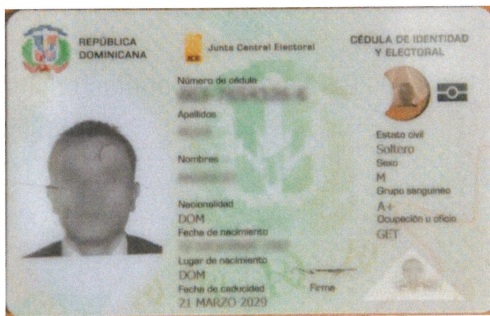 REPÚBLICA
DOMINICANA
Junta Central Electoral
CÉDULA DE IDENTIDAD
Y ELECTORAL
Número de cédula
Apellidos
Nombres
Nacionalidad
DOM
Fecha de nacimiento
Lugar de nacimiento
DOM
Fecha de caducidad
21 MARZO 2029
Firma
Estato civil
Soltero
Sexo
M
Grupo sanguíneo
A+
Ocupación u oficio
GET